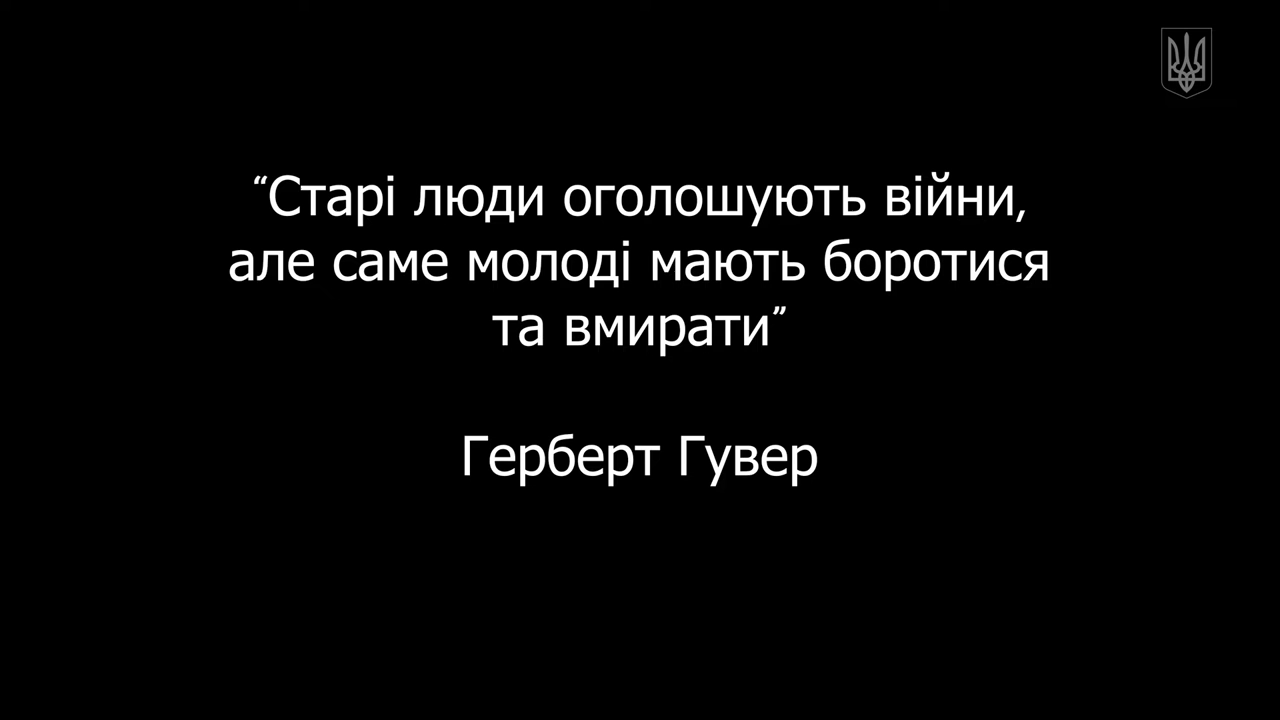 “Старі люди оголошують війни,
але саме молоді мають боротися
та вмирати”
Герберт Гувер